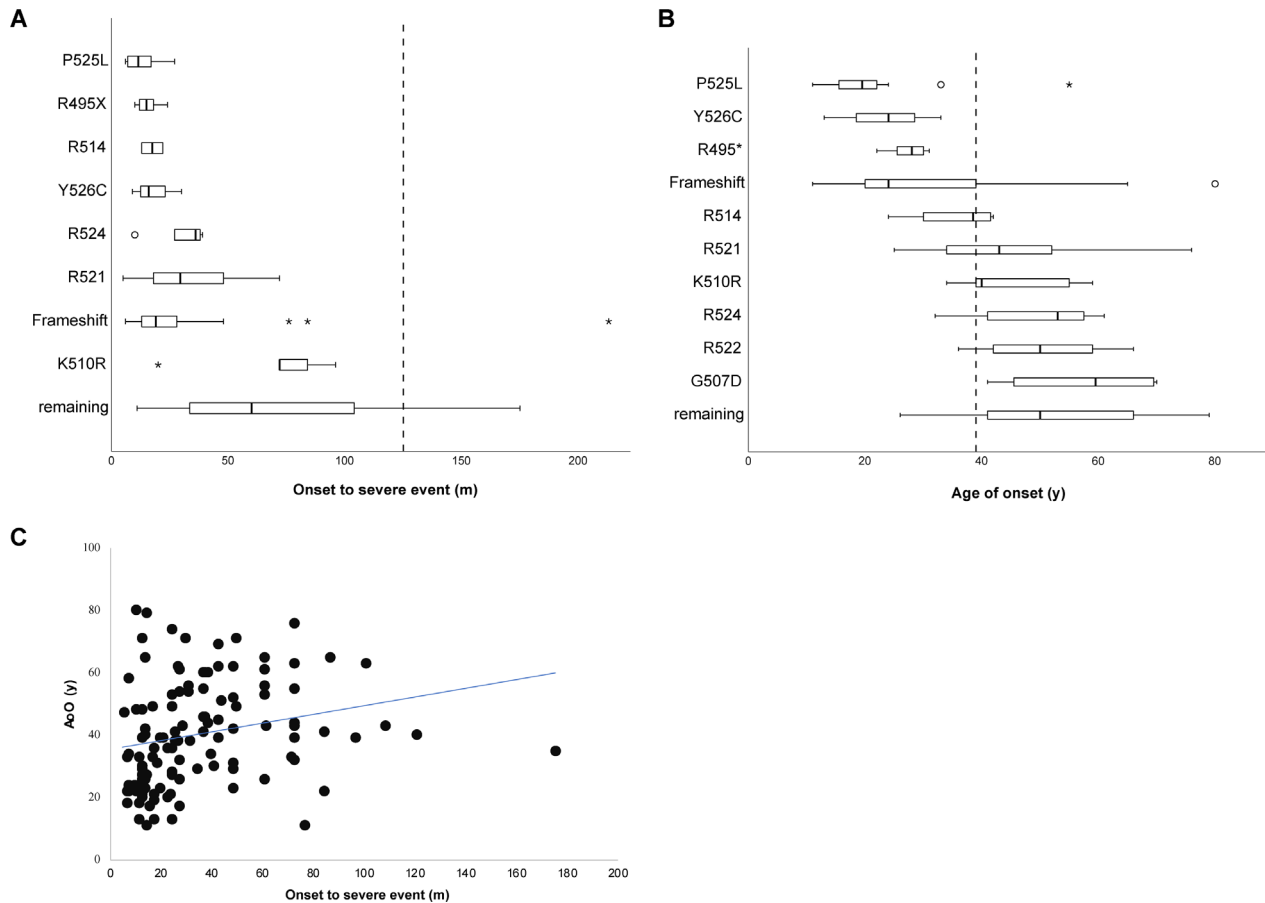 A
P525L
R495X
R514
Y526C
R524
R521
Frameshift
K510R
remaining
0 50 100 150 200
Onset to severe event (m)
B
P525L
Y526C
R495*
Frameshift
R514
R521
K510R
R524
R522
G507D
remaining
0 20 40 60 80
Age of onset (y)
C
AoO (y)
100
80
60
40
20
0
0 20 40 60 80 100 120 140 160 180 200
Onset to severe event (m)